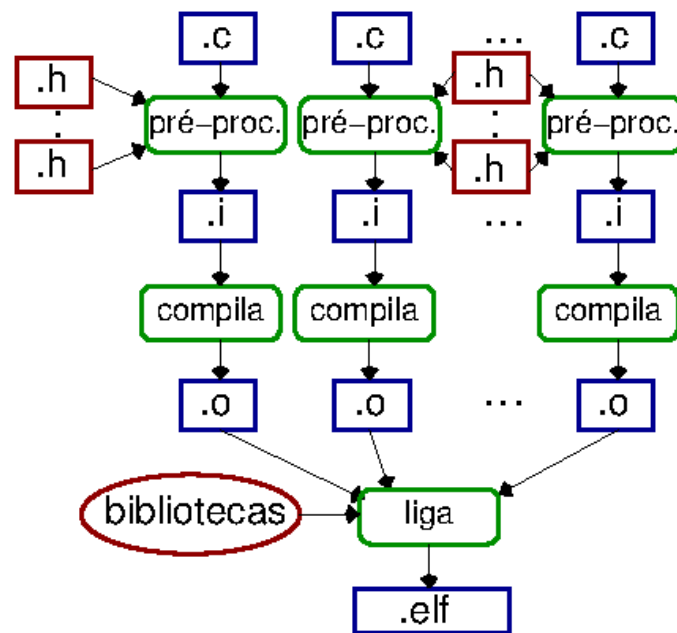 .c .c ... .c
.h .h ...
pré-proc. pré-proc. pré-proc.
: :
.h .h
.i .i ... .i
compila compila compila
.o .o ... .o
bibliotecas liga
.elf